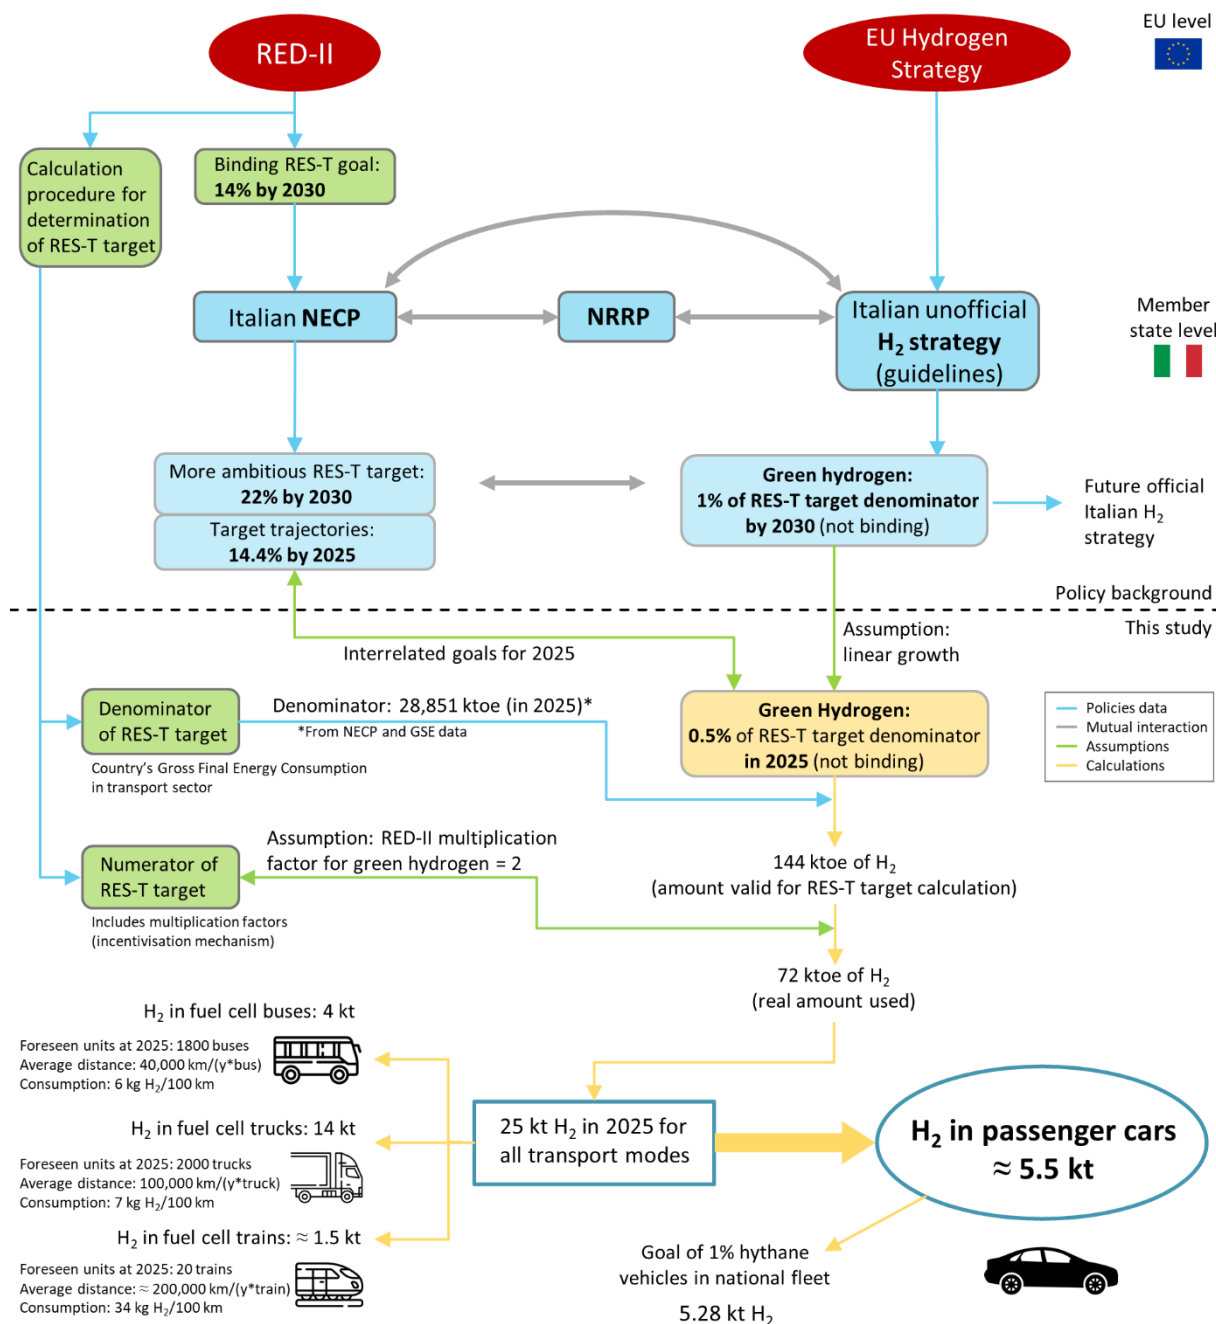 RED-II
EU Hydrogen
Strategy
EU level
Calculation
procedure for
determination
of RES-T target
Binding RES-T goal:
14% by 2030
Italian NECP
NRRP
Italian unofficial
H₂ strategy
(guidelines)
Member
state level
More ambitious RES-T target:
22% by 2030
Target trajectories:
14.4% by 2025
Green hydrogen:
1% of RES-T target denominator
by 2030 (not binding)
Future official
Italian H₂
strategy
Policy background
This study
Interrelated goals for 2025
Assumption:
linear growth
Denominator
of RES-T target
Country's Gross Final Energy Consumption
in transport sector
Denominator: 28,851 ktoe (in 2025)*
*From NECP and GSE data
Green Hydrogen:
0.5% of RES-T target denominator
in 2025 (not binding)
Policies data
Mutual interaction
Assumptions
Calculations
Numerator of
RES-T target
Includes multiplication factors
(incentivisation mechanism)
Assumption: RED-II multiplication
factor for green hydrogen = 2
144 ktoe of H₂
(amount valid for RES-T target calculation)
72 ktoe of H₂
(real amount used)
H₂ in fuel cell buses: 4 kt
Foreseen units at 2025: 1800 buses
Average distance: 40,000 km/(y*bus)
Consumption: 6 kg H₂/100 km
H₂ in fuel cell trucks: 14 kt
Foreseen units at 2025: 2000 trucks
Average distance: 100,000 km/(y*truck)
Consumption: 7 kg H₂/100 km
H₂ in fuel cell trains: ≈ 1.5 kt
Foreseen units at 2025: 20 trains
Average distance: ≈ 200,000 km/(y*train)
Consumption: 34 kg H₂/100 km
25 kt H₂ in 2025 for
all transport modes
H₂ in passenger cars
≈ 5.5 kt
Goal of 1% hythane
vehicles in national fleet
5.28 kt H₂